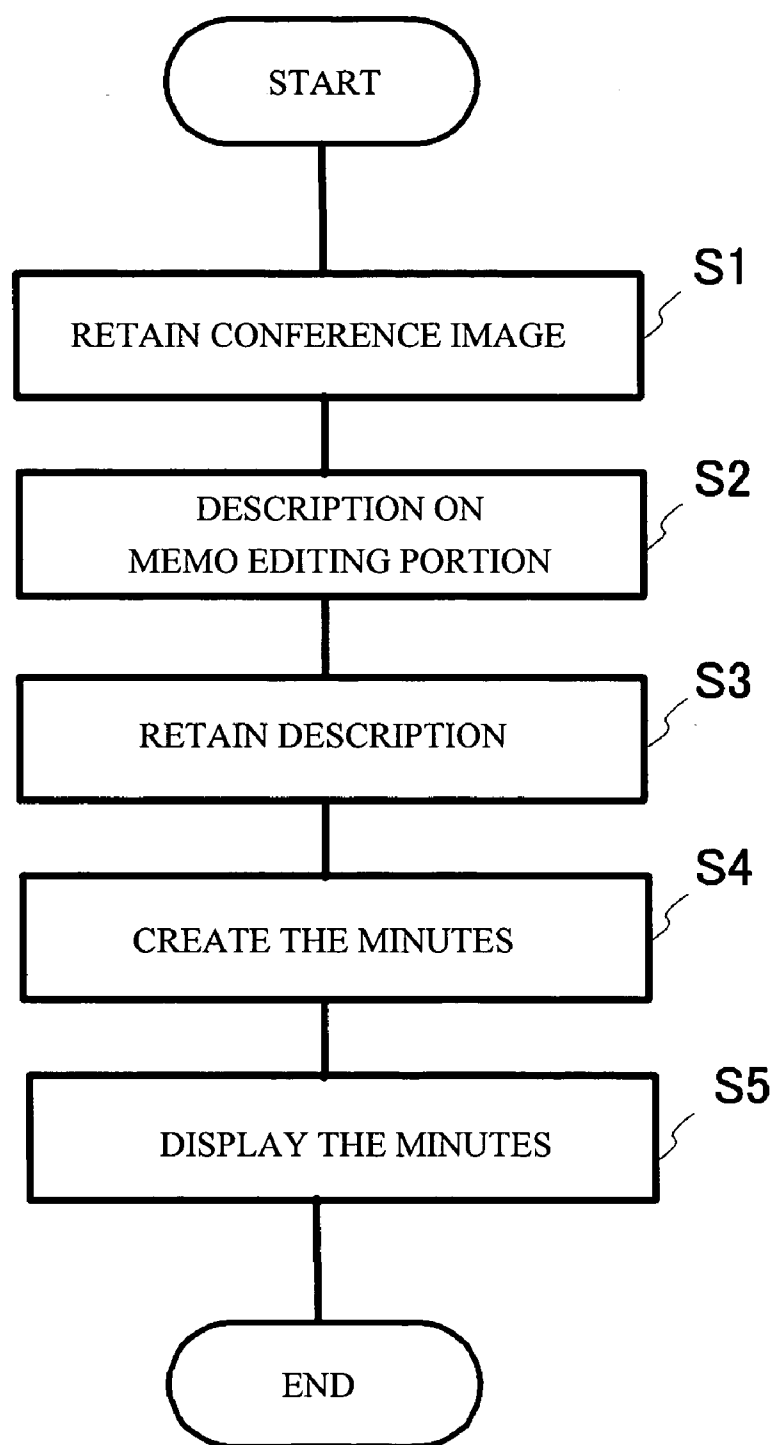 START
S1
RETAIN CONFERENCE IMAGE
S2
DESCRIPTION ON
MEMO EDITING PORTION
S3
RETAIN DESCRIPTION
S4
CREATE THE MINUTES
S5
DISPLAY THE MINUTES
END